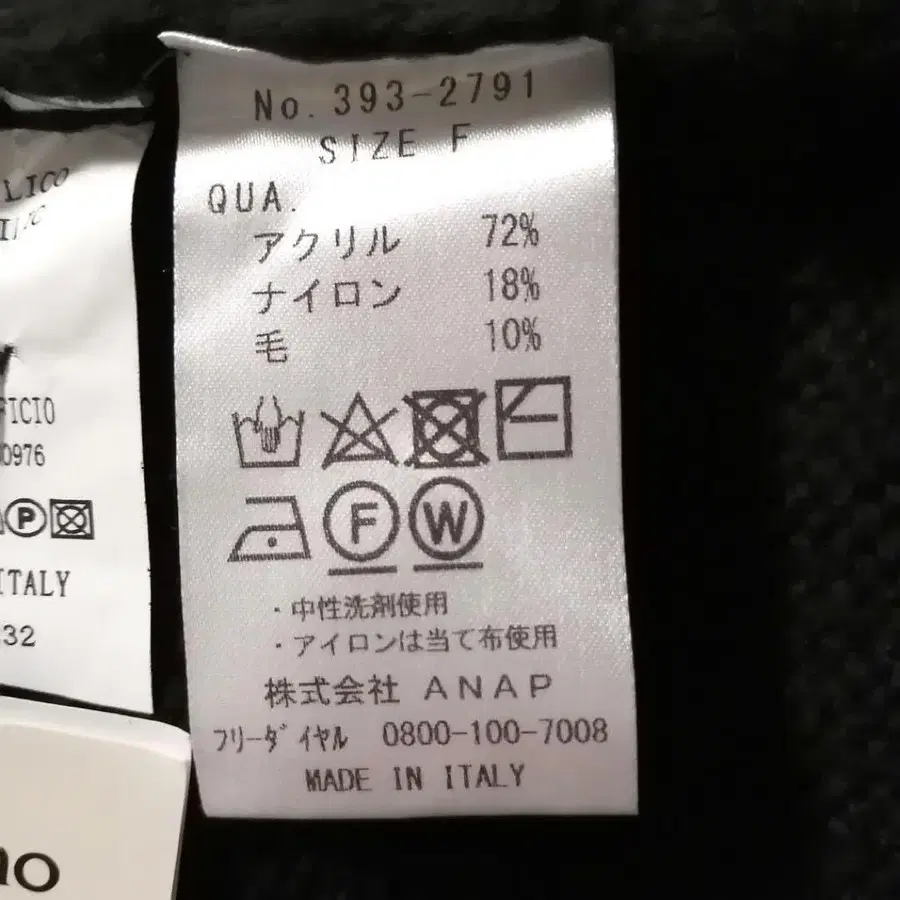 No. 393-2791
SIZE F
QUA.
アクリル 72%
ナイロン 18%
毛 10%
F W
・中性洗剤使用
・アイロンは当て布使用
株式会社 ANAP
フリーダイヤル 0800-100-7008
MADE IN ITALY
LICO
FICIO
0976
P
ITALY
32
no